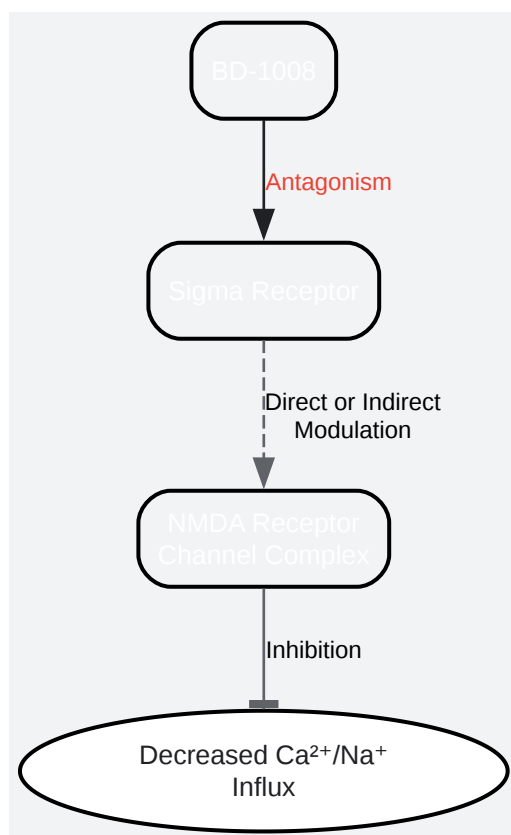 BD-1008
Antagonism
Sigma Receptor
Direct or Indirect
Modulation
NMDA Receptor
Channel Complex
Inhibition
Decreased Ca²⁺/Na⁺
Influx